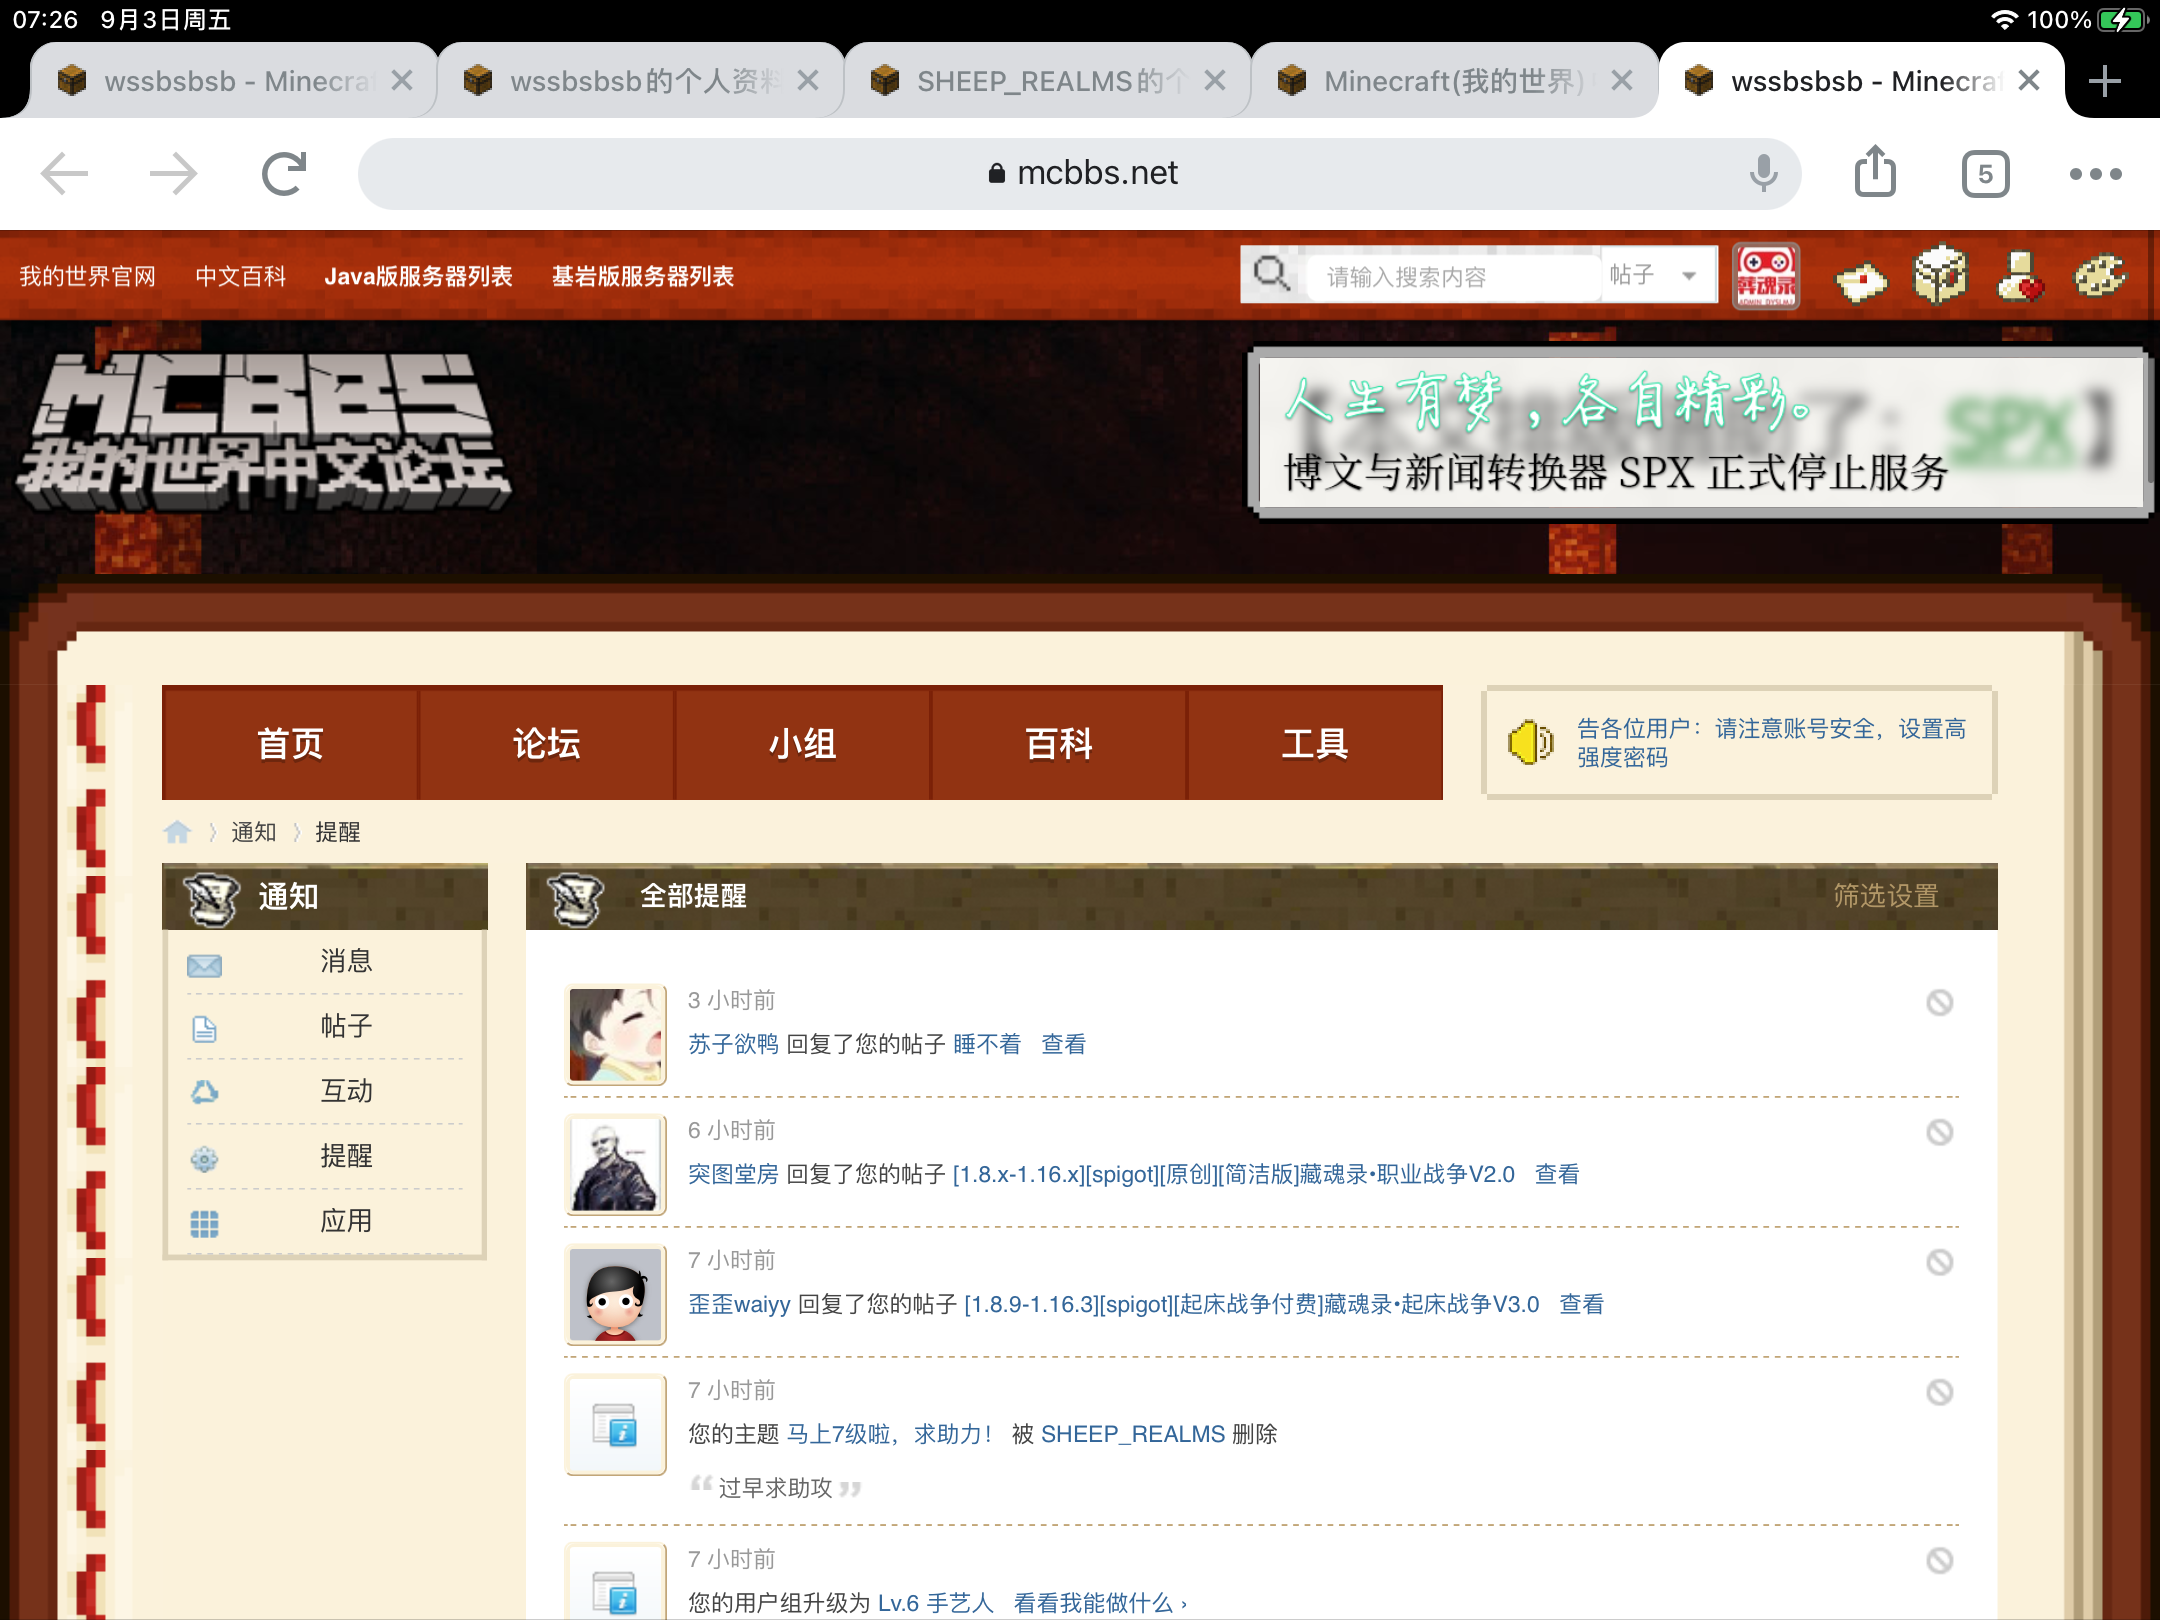 07:26 9月3日周五 100%
wssbsbsb - Minecraf
wssbsbsb的个人资料
SHEEP_REALMS的个
Minecraft(我的世界)
wssbsbsb - Minecraf
mcbbs.net
5
我的世界官网 中文百科 Java版服务器列表 基岩版服务器列表 请输入搜索内容 帖子
MCBBS
我的世界中文论坛
人生有梦，各自精彩。
博文与新闻转换器 SPX 正式停止服务
首页 论坛 小组 百科 工具
告各位用户：请注意账号安全，设置高
强度密码
通知 提醒
通知
消息
帖子
互动
提醒
应用
全部提醒 筛选设置
3 小时前
苏子欲鸭 回复了您的帖子 睡不着 查看
6 小时前
突图堂房 回复了您的帖子 [1.8.x-1.16.x][spigot][原创][简洁版]藏魂录•职业战争V2.0 查看
7 小时前
歪歪waiyy 回复了您的帖子 [1.8.9-1.16.3][spigot][起床战争付费]藏魂录•起床战争V3.0 查看
7 小时前
您的主题 马上7级啦，求助力！ 被 SHEEP_REALMS 删除
“ 过早求助攻 ”
7 小时前
您的用户组升级为 Lv.6 手艺人 看看我能做什么 ›